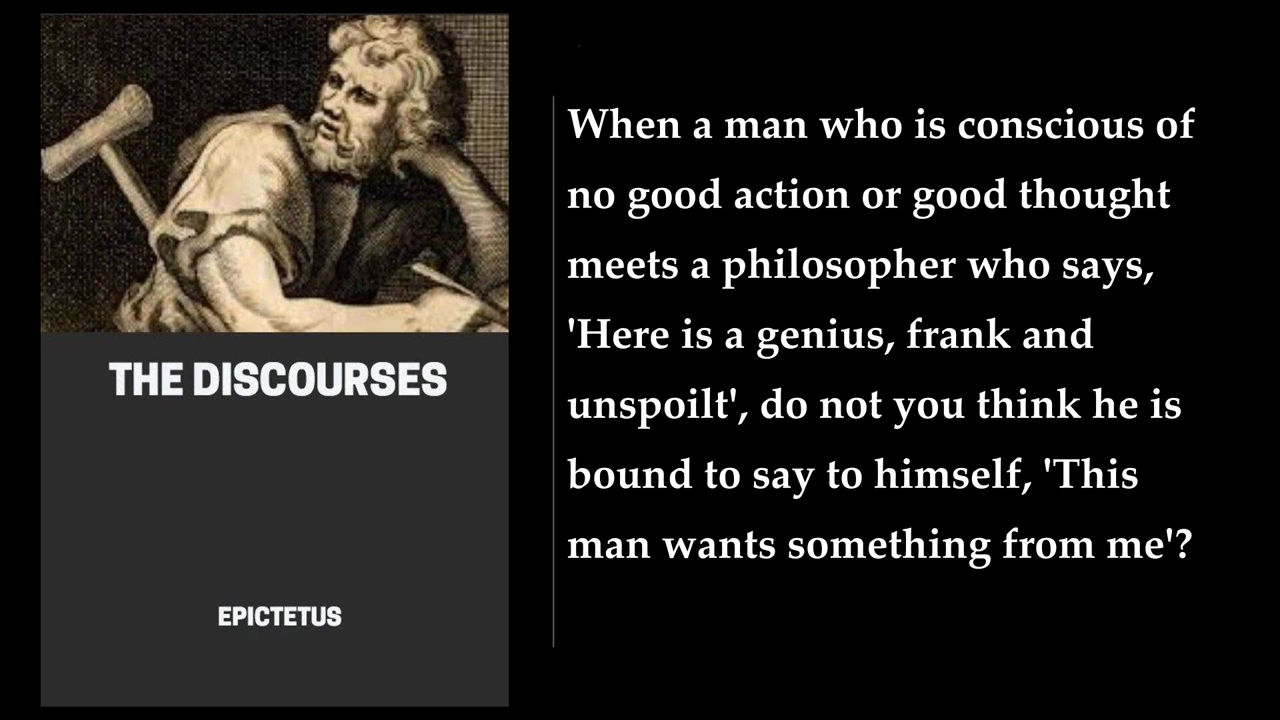 THE DISCOURSES
EPICTETUS
When a man who is conscious of
no good action or good thought
meets a philosopher who says,
'Here is a genius, frank and
unspoilt', do not you think he is
bound to say to himself, 'This
man wants something from me'?